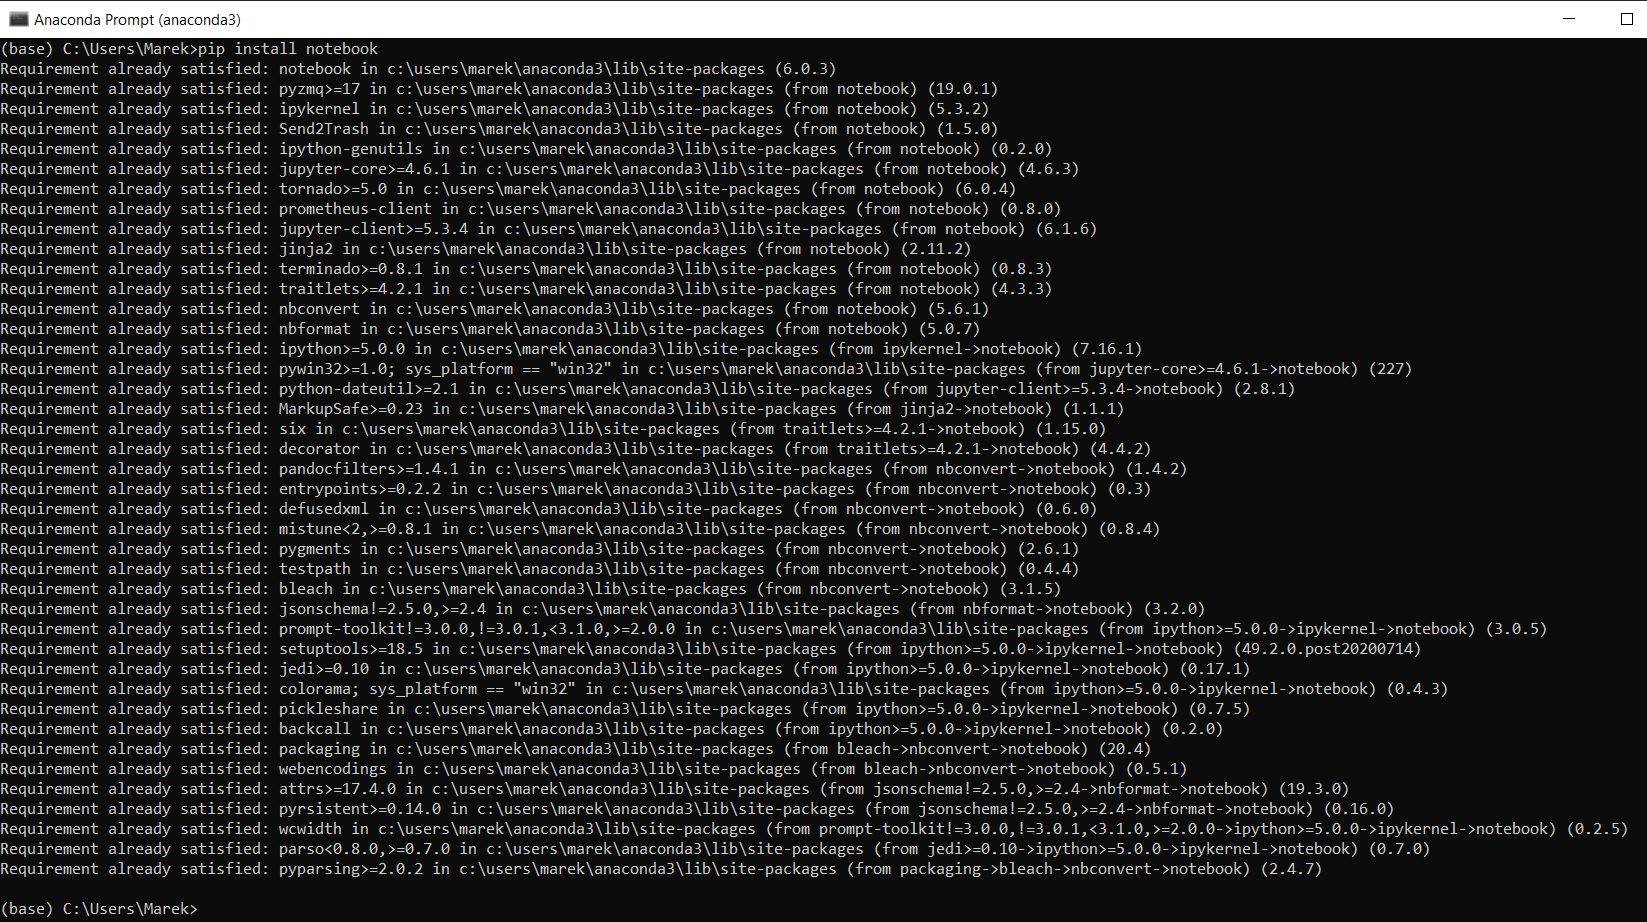 Anaconda Prompt (anaconda3)
(base) C:\Users\Marek>pip install notebook
Requirement already satisfied: notebook in c:\users\marek\anaconda3\lib\site-packages (6.0.3)
Requirement already satisfied: pyzmq>=17 in c:\users\marek\anaconda3\lib\site-packages (from notebook) (19.0.1)
Requirement already satisfied: ipykernel in c:\users\marek\anaconda3\lib\site-packages (from notebook) (5.3.2)
Requirement already satisfied: Send2Trash in c:\users\marek\anaconda3\lib\site-packages (from notebook) (1.5.0)
Requirement already satisfied: ipython-genutils in c:\users\marek\anaconda3\lib\site-packages (from notebook) (0.2.0)
Requirement already satisfied: jupyter-core>=4.6.1 in c:\users\marek\anaconda3\lib\site-packages (from notebook) (4.6.3)
Requirement already satisfied: tornado>=5.0 in c:\users\marek\anaconda3\lib\site-packages (from notebook) (6.0.4)
Requirement already satisfied: prometheus-client in c:\users\marek\anaconda3\lib\site-packages (from notebook) (0.8.0)
Requirement already satisfied: jupyter-client>=5.3.4 in c:\users\marek\anaconda3\lib\site-packages (from notebook) (6.1.6)
Requirement already satisfied: jinja2 in c:\users\marek\anaconda3\lib\site-packages (from notebook) (2.11.2)
Requirement already satisfied: terminado>=0.8.1 in c:\users\marek\anaconda3\lib\site-packages (from notebook) (0.8.3)
Requirement already satisfied: traitlets>=4.2.1 in c:\users\marek\anaconda3\lib\site-packages (from notebook) (4.3.3)
Requirement already satisfied: nbconvert in c:\users\marek\anaconda3\lib\site-packages (from notebook) (5.6.1)
Requirement already satisfied: nbformat in c:\users\marek\anaconda3\lib\site-packages (from notebook) (5.0.7)
Requirement already satisfied: ipython>=5.0.0 in c:\users\marek\anaconda3\lib\site-packages (from ipykernel->notebook) (7.16.1)
Requirement already satisfied: pywin32>=1.0; sys_platform == "win32" in c:\users\marek\anaconda3\lib\site-packages (from jupyter-core>=4.6.1->notebook) (227)
Requirement already satisfied: python-dateutil>=2.1 in c:\users\marek\anaconda3\lib\site-packages (from jupyter-client>=5.3.4->notebook) (2.8.1)
Requirement already satisfied: MarkupSafe>=0.23 in c:\users\marek\anaconda3\lib\site-packages (from jinja2->notebook) (1.1.1)
Requirement already satisfied: six in c:\users\marek\anaconda3\lib\site-packages (from traitlets>=4.2.1->notebook) (1.15.0)
Requirement already satisfied: decorator in c:\users\marek\anaconda3\lib\site-packages (from traitlets>=4.2.1->notebook) (4.4.2)
Requirement already satisfied: pandocfilters>=1.4.1 in c:\users\marek\anaconda3\lib\site-packages (from nbconvert->notebook) (1.4.2)
Requirement already satisfied: entrypoints>=0.2.2 in c:\users\marek\anaconda3\lib\site-packages (from nbconvert->notebook) (0.3)
Requirement already satisfied: defusedxml in c:\users\marek\anaconda3\lib\site-packages (from nbconvert->notebook) (0.6.0)
Requirement already satisfied: mistune<2,>=0.8.1 in c:\users\marek\anaconda3\lib\site-packages (from nbconvert->notebook) (0.8.4)
Requirement already satisfied: pygments in c:\users\marek\anaconda3\lib\site-packages (from nbconvert->notebook) (2.6.1)
Requirement already satisfied: testpath in c:\users\marek\anaconda3\lib\site-packages (from nbconvert->notebook) (0.4.4)
Requirement already satisfied: bleach in c:\users\marek\anaconda3\lib\site-packages (from nbconvert->notebook) (3.1.5)
Requirement already satisfied: jsonschema!=2.5.0,>=2.4 in c:\users\marek\anaconda3\lib\site-packages (from nbformat->notebook) (3.2.0)
Requirement already satisfied: prompt-toolkit!=3.0.0,!=3.0.1,<3.1.0,>=2.0.0 in c:\users\marek\anaconda3\lib\site-packages (from ipython>=5.0.0->ipykernel->notebook) (3.0.5)
Requirement already satisfied: setuptools>=18.5 in c:\users\marek\anaconda3\lib\site-packages (from ipython>=5.0.0->ipykernel->notebook) (49.2.0.post20200714)
Requirement already satisfied: jedi>=0.10 in c:\users\marek\anaconda3\lib\site-packages (from ipython>=5.0.0->ipykernel->notebook) (0.17.1)
Requirement already satisfied: colorama; sys_platform == "win32" in c:\users\marek\anaconda3\lib\site-packages (from ipython>=5.0.0->ipykernel->notebook) (0.4.3)
Requirement already satisfied: pickleshare in c:\users\marek\anaconda3\lib\site-packages (from ipython>=5.0.0->ipykernel->notebook) (0.7.5)
Requirement already satisfied: backcall in c:\users\marek\anaconda3\lib\site-packages (from ipython>=5.0.0->ipykernel->notebook) (0.2.0)
Requirement already satisfied: packaging in c:\users\marek\anaconda3\lib\site-packages (from bleach->nbconvert->notebook) (20.4)
Requirement already satisfied: webencodings in c:\users\marek\anaconda3\lib\site-packages (from bleach->nbconvert->notebook) (0.5.1)
Requirement already satisfied: attrs>=17.4.0 in c:\users\marek\anaconda3\lib\site-packages (from jsonschema!=2.5.0,>=2.4->nbformat->notebook) (19.3.0)
Requirement already satisfied: pyrsistent>=0.14.0 in c:\users\marek\anaconda3\lib\site-packages (from jsonschema!=2.5.0,>=2.4->nbformat->notebook) (0.16.0)
Requirement already satisfied: wcwidth in c:\users\marek\anaconda3\lib\site-packages (from prompt-toolkit!=3.0.0,!=3.0.1,<3.1.0,>=2.0.0->ipython>=5.0.0->ipykernel->notebook) (0.2.5)
Requirement already satisfied: parso<0.8.0,>=0.7.0 in c:\users\marek\anaconda3\lib\site-packages (from jedi>=0.10->ipython>=5.0.0->ipykernel->notebook) (0.7.0)
Requirement already satisfied: pyparsing>=2.0.2 in c:\users\marek\anaconda3\lib\site-packages (from packaging->bleach->nbconvert->notebook) (2.4.7)
(base) C:\Users\Marek>